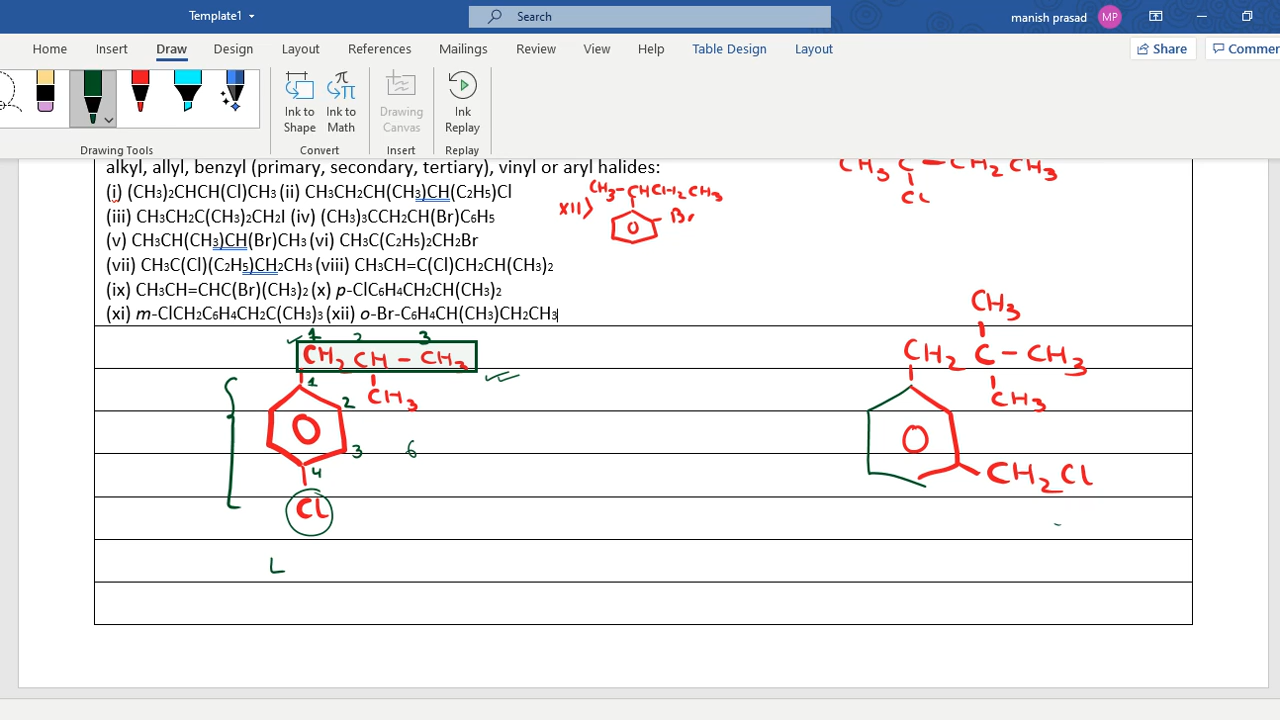 Template1
Search
manish prasad MP
Home Insert Draw Design Layout References Mailings Review View Help Table Design Layout
Share Commer
Ink to Shape
Ink to Math
Drawing Canvas
Ink Replay
Drawing Tools Convert Insert Replay
alkyl, allyl, benzyl (primary, secondary, tertiary), vinyl or aryl halides:
(i) (CH3)2CHCH(Cl)CH3 (ii) CH3CH2CH(CH3)CH(C2H5)Cl
(iii) CH3CH2C(CH3)2CH2I (iv) (CH3)3CCH2CH(Br)C6H5
(v) CH3CH(CH3)CH(Br)CH3 (vi) CH3C(C2H5)2CH2Br
(vii) CH3C(Cl)(C2H5)CH2CH3 (viii) CH3CH=C(Cl)CH2CH(CH3)2
(ix) CH3CH=CHC(Br)(CH3)2 (x) p-ClC6H4CH2CH(CH3)2
(xi) m-ClCH2C6H4CH2C(CH3)3 (xii) o-Br-C6H4CH(CH3)CH2CH3
CH3 C – CH2 CH3
Cl
XII) CH3 – CH CH2 CH3
Br
1 2 3
CH2 CH – CH3
CH3
1
2
3
4
6
Cl
L
CH3
CH2 C – CH3
CH3
CH2 Cl